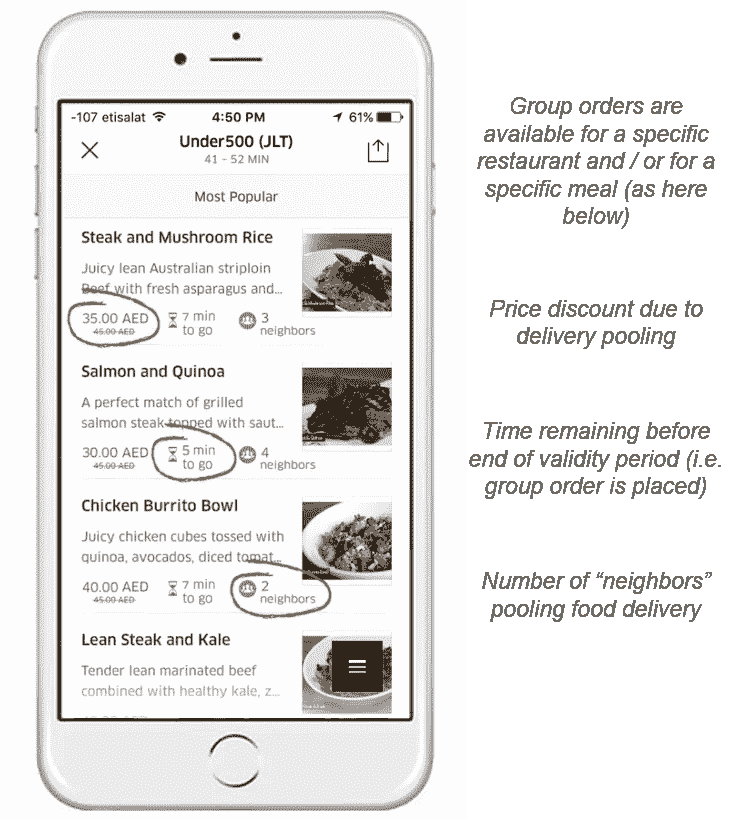 -107 etisalat 4:50 PM 61%
Under500 (JLT)
41 - 52 MIN
Most Popular
Steak and Mushroom Rice
Juicy lean Australian striploin
Beef with fresh asparagus and...
35.00 AED 7 min 3
45.00 AED to go neighbors
Salmon and Quinoa
A perfect match of grilled
salmon steak topped with saut...
30.00 AED 5 min 4
45.00 AED to go neighbors
Chicken Burrito Bowl
Juicy chicken cubes tossed with
quinoa, avocados, diced tomat...
40.00 AED 7 min 2
45.00 AED to go neighbors
Lean Steak and Kale
Tender lean marinated beef
combined with healthy kale, z...
Group orders are
available for a specific
restaurant and / or for a
specific meal (as here
below)
Price discount due to
delivery pooling
Time remaining before
end of validity period (i.e.
group order is placed)
Number of “neighbors”
pooling food delivery